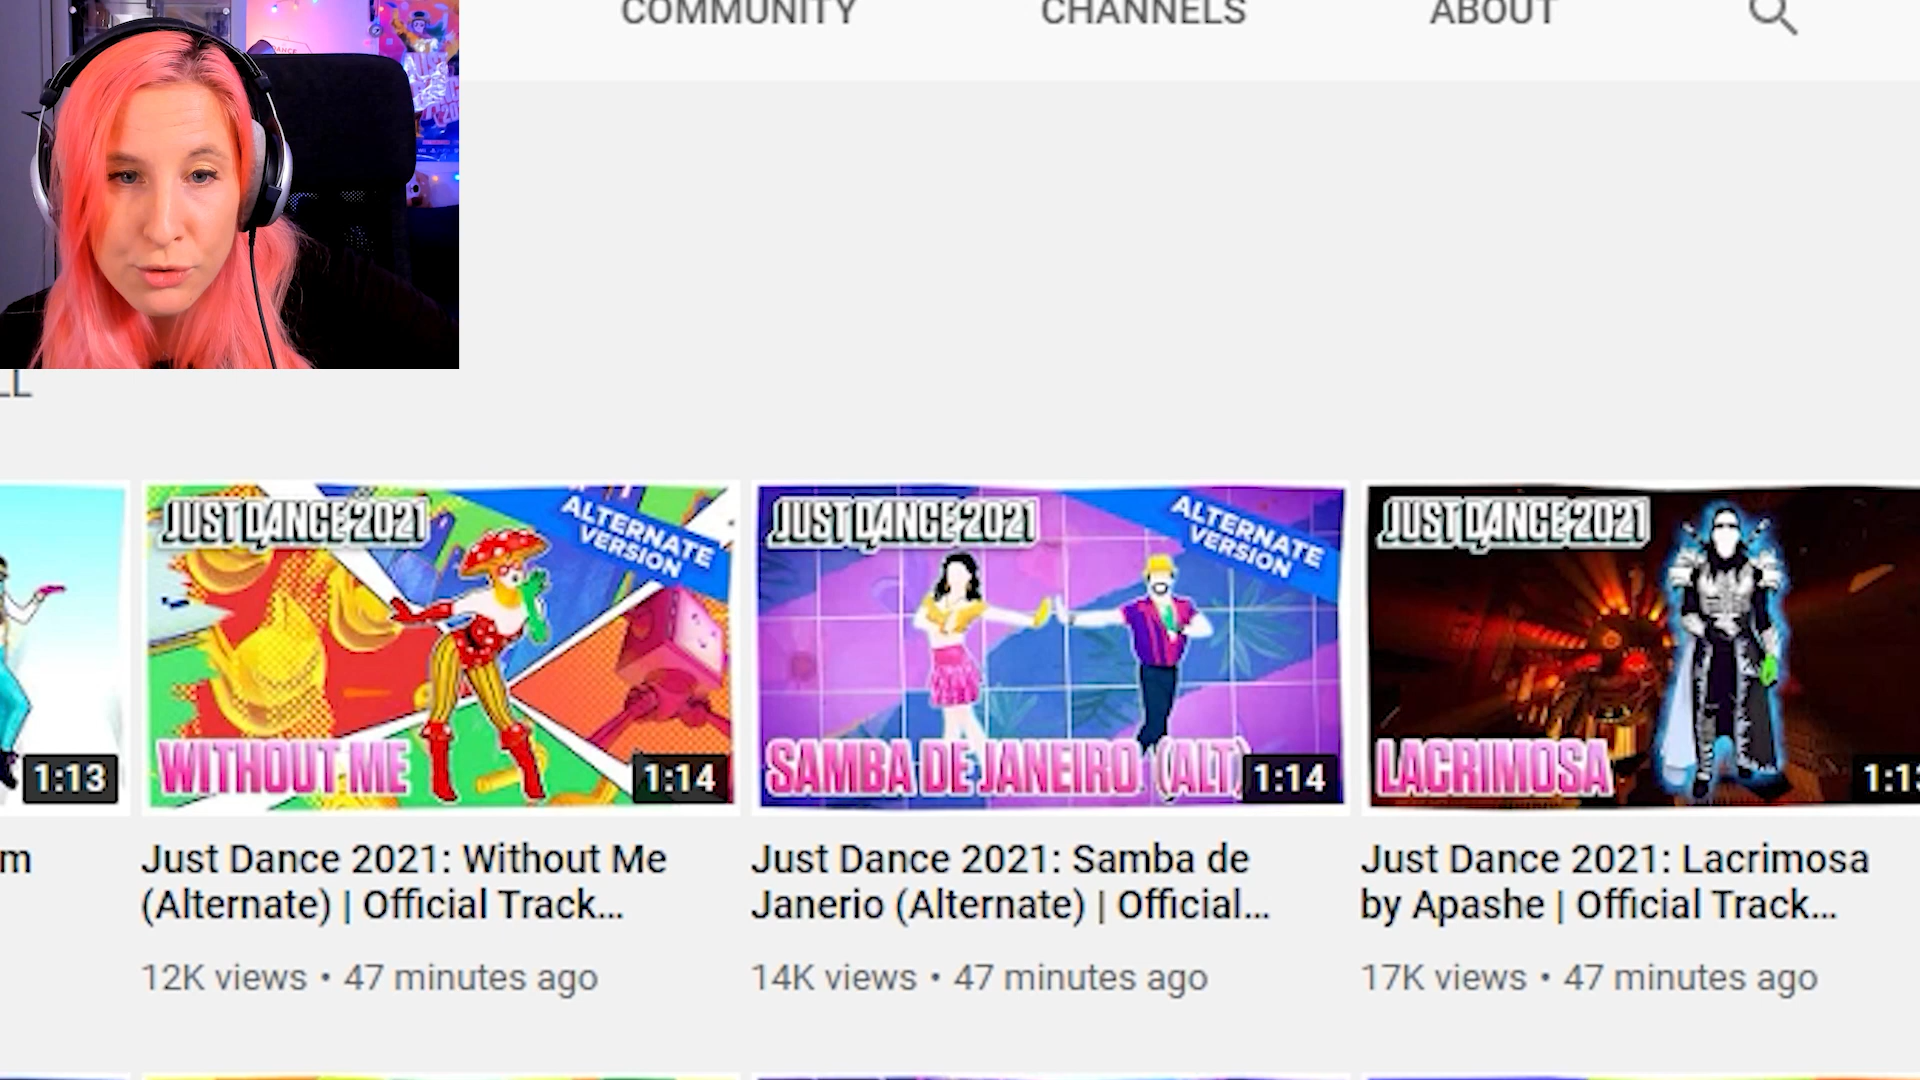 COMMUNITY
CHANNELS
ABOUT
LL
JUST DANCE 2021
ALTERNATE
VERSION
WITHOUT ME
1:13
1:14
JUST DANCE 2021
ALTERNATE
VERSION
SAMBA DE JANEIRO (ALT)
1:14
JUST DANCE 2021
LACRIMOSA
1:13
m
Just Dance 2021: Without Me
(Alternate) | Official Track...
12K views • 47 minutes ago
Just Dance 2021: Samba de
Janerio (Alternate) | Official...
14K views • 47 minutes ago
Just Dance 2021: Lacrimosa
by Apashe | Official Track...
17K views • 47 minutes ago